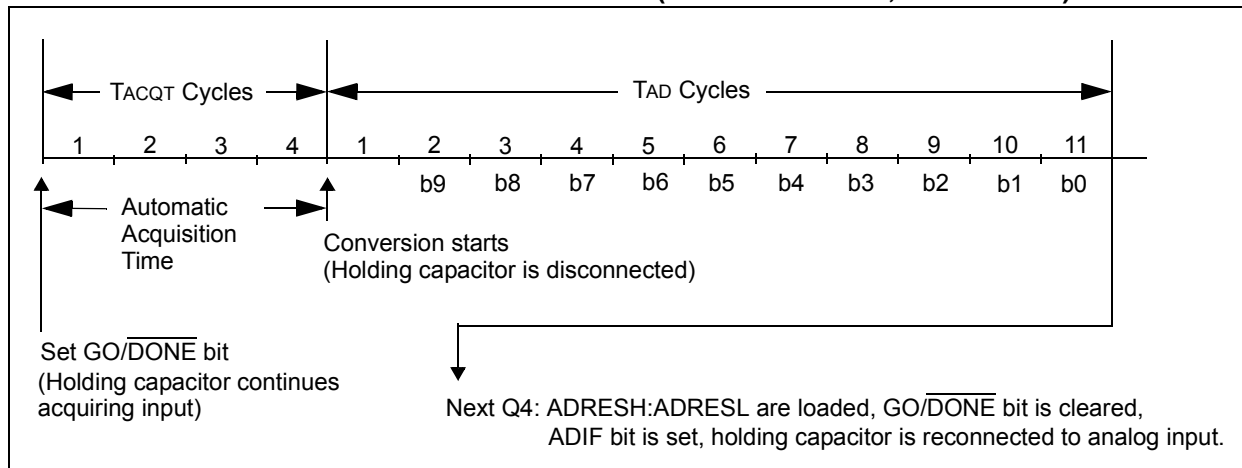 TACQT Cycles TAD Cycles
1 2 3 4 1 2 3 4 5 6 7 8 9 10 11
b9 b8 b7 b6 b5 b4 b3 b2 b1 b0
Automatic
Acquisition
Time
Conversion starts
(Holding capacitor is disconnected)
Set GO/DONE bit
(Holding capacitor continues
acquiring input)
Next Q4: ADRESH:ADRESL are loaded, GO/DONE bit is cleared,
ADIF bit is set, holding capacitor is reconnected to analog input.